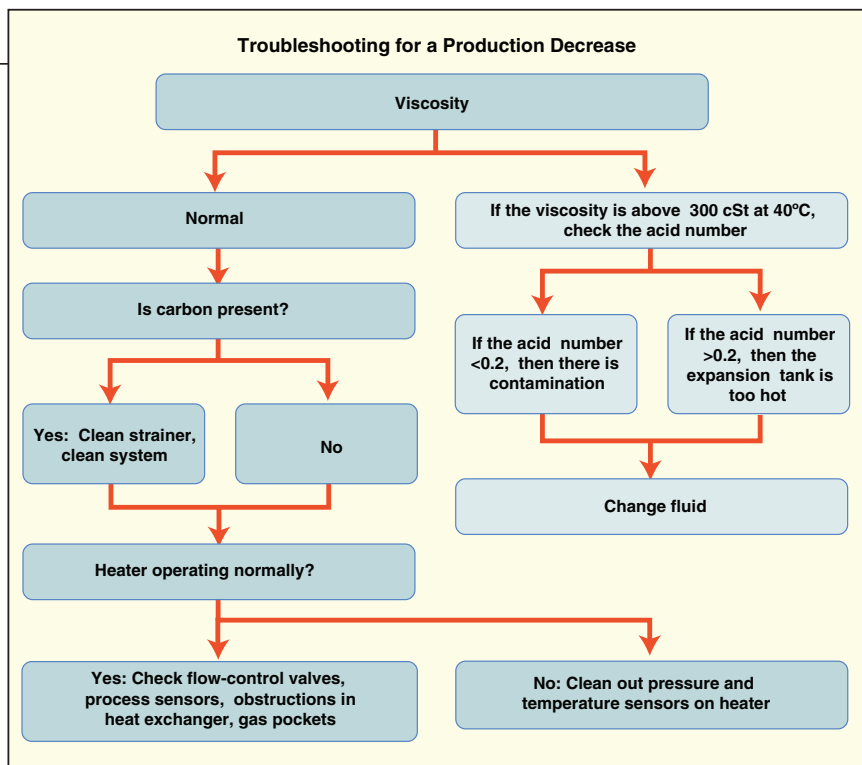 Troubleshooting for a Production Decrease
Viscosity
Normal
If the viscosity is above 300 cSt at 40ºC,
check the acid number
Is carbon present?
If the acid number
<0.2, then there is
contamination
If the acid number
>0.2, then the
expansion tank is
too hot
Yes: Clean strainer,
clean system
No
Change fluid
Heater operating normally?
Yes: Check flow-control valves,
process sensors, obstructions in
heat exchanger, gas pockets
No: Clean out pressure and
temperature sensors on heater